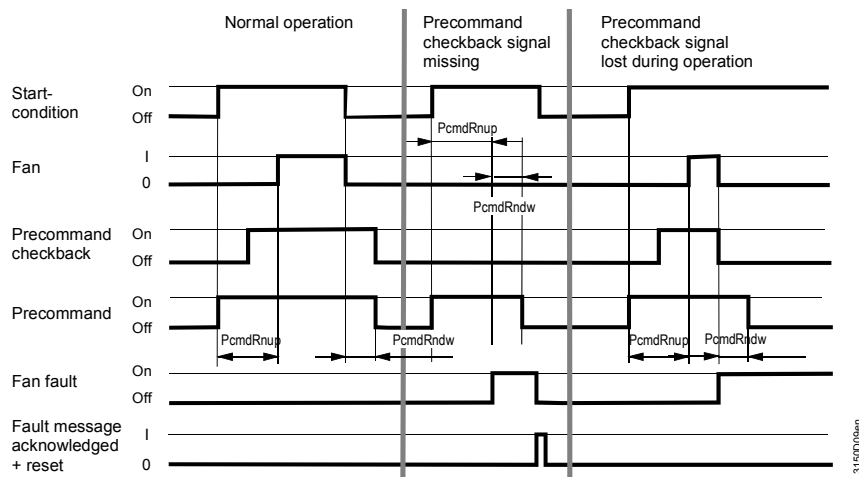 Normal operation
Precommand
checkback signal
missing
Precommand
checkback signal
lost during operation
Start-
condition
On
Off
PcmdRnup
Fan
I
0
PcmdRndw
Precommand
checkback
On
Off
Precommand
On
Off
PcmdRnup
PcmdRndw
PcmdRnup
PcmdRndw
Fan fault
On
Off
Fault message
acknowledged
+ reset
I
0
3150D09en